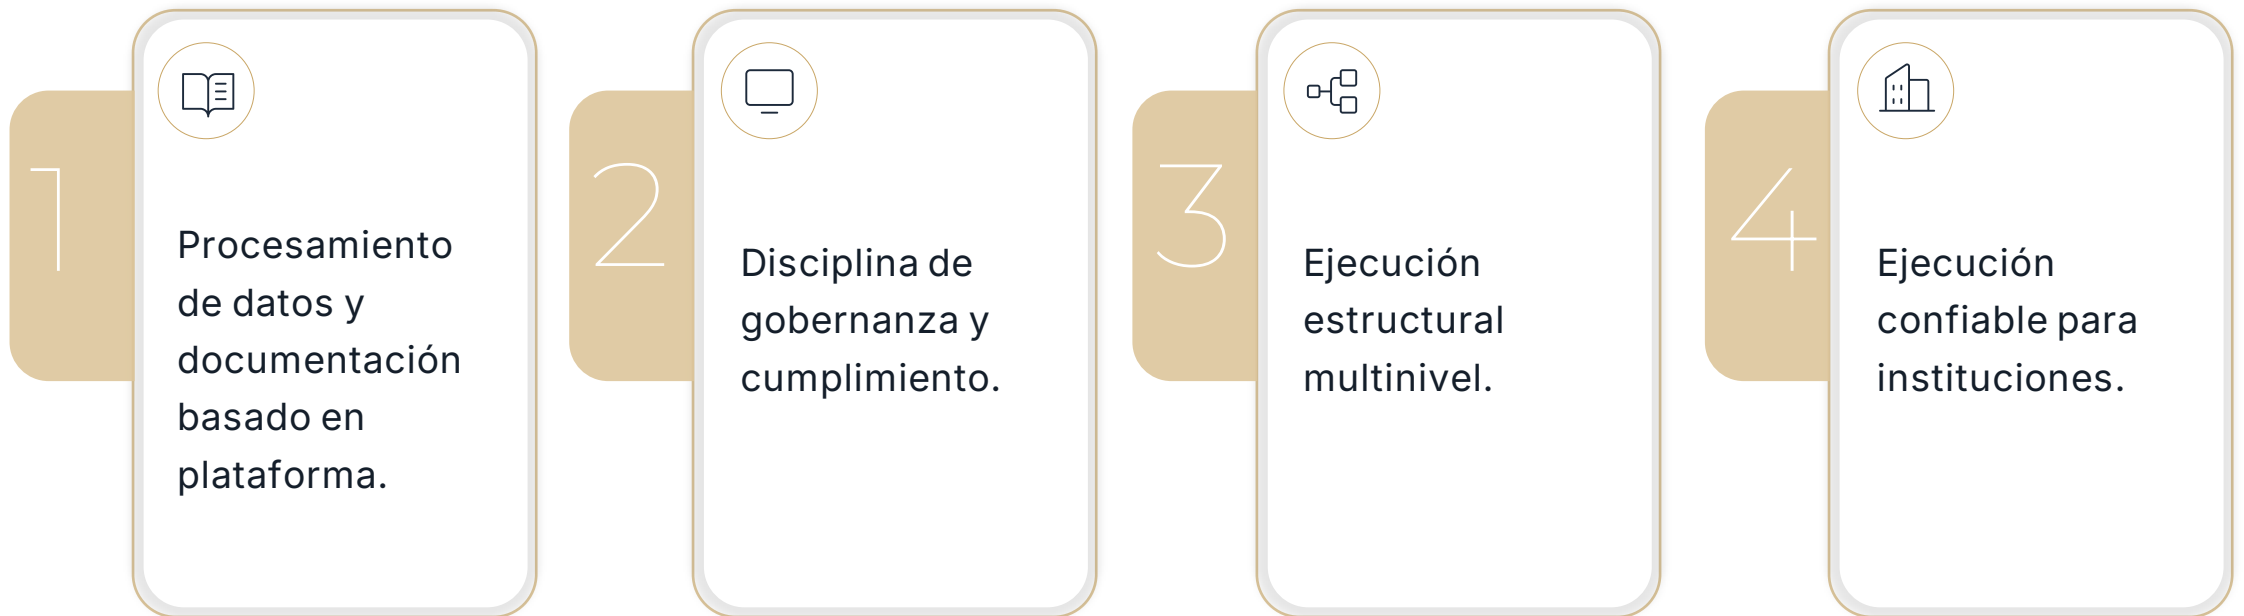 1
Procesamiento
de datos y
documentación
basado en
plataforma.
2
Disciplina de
gobernanza y
cumplimiento.
3
Ejecución
estructural
multinivel.
4
Ejecución
confiable para
instituciones.